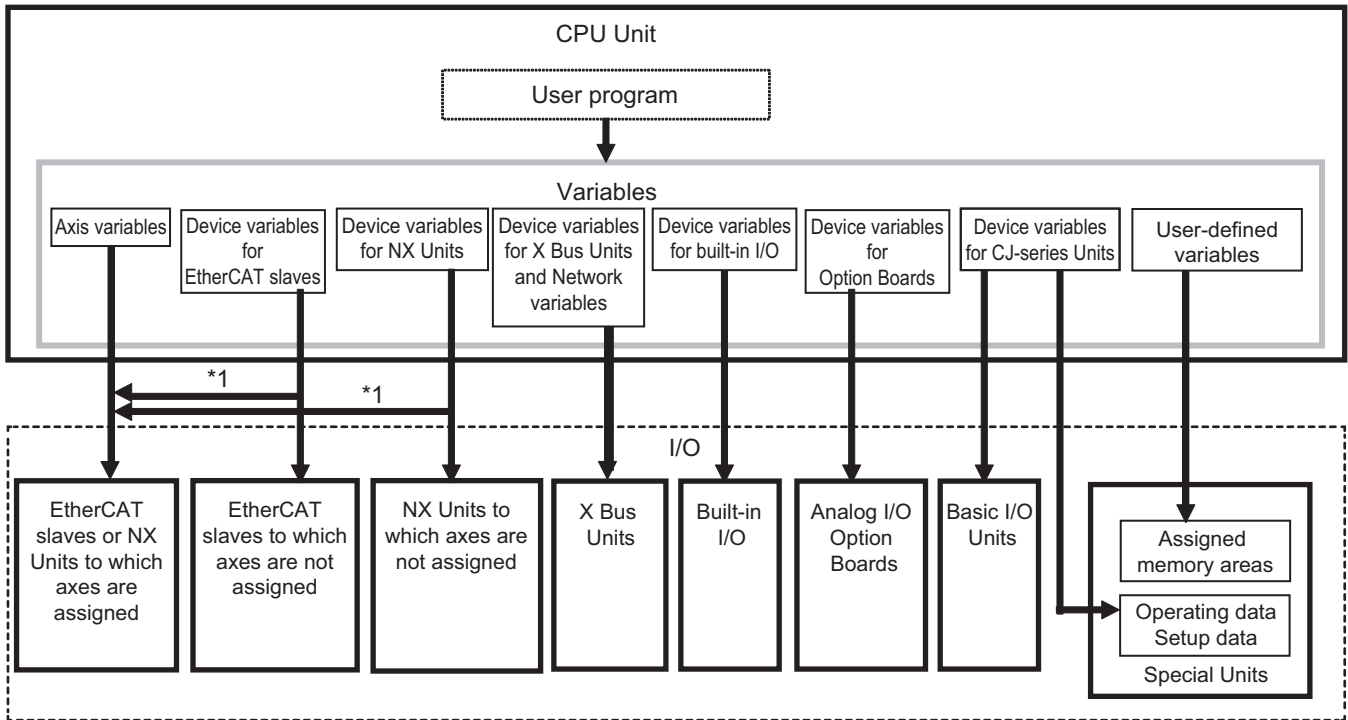 CPU Unit
User program
Variables
Axis variables
Device variables
for
EtherCAT slaves
Device variables
for NX Units
Device variables
for X Bus Units
and Network
variables
Device variables
for built-in I/O
Device variables
for
Option Boards
Device variables
for CJ-series Units
User-defined
variables
*1
*1
I/O
EtherCAT
slaves or NX
Units to which
axes are
assigned
EtherCAT
slaves to which
axes are not
assigned
NX Units to
which axes are
not assigned
X Bus
Units
Built-in
I/O
Analog I/O
Option
Boards
Basic I/O
Units
Assigned
memory areas
Operating data
Setup data
Special Units